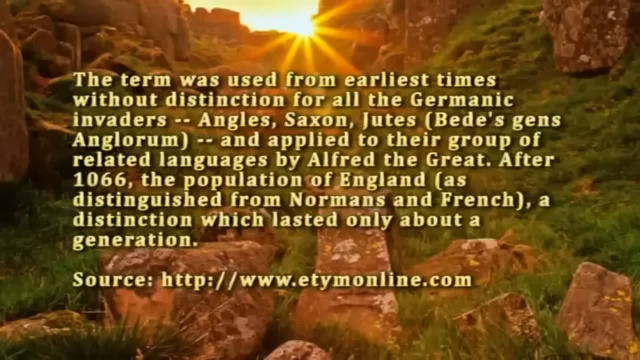 The term was used from earliest times
without distinction for all the Germanic
invaders -- Angles, Saxon, Jutes (Bede's gens
Anglorum) -- and applied to their group of
related languages by Alfred the Great. After
1066, the population of England (as
distinguished from Normans and French), a
distinction which lasted only about a
generation.
Source: http://www.etymonline.com